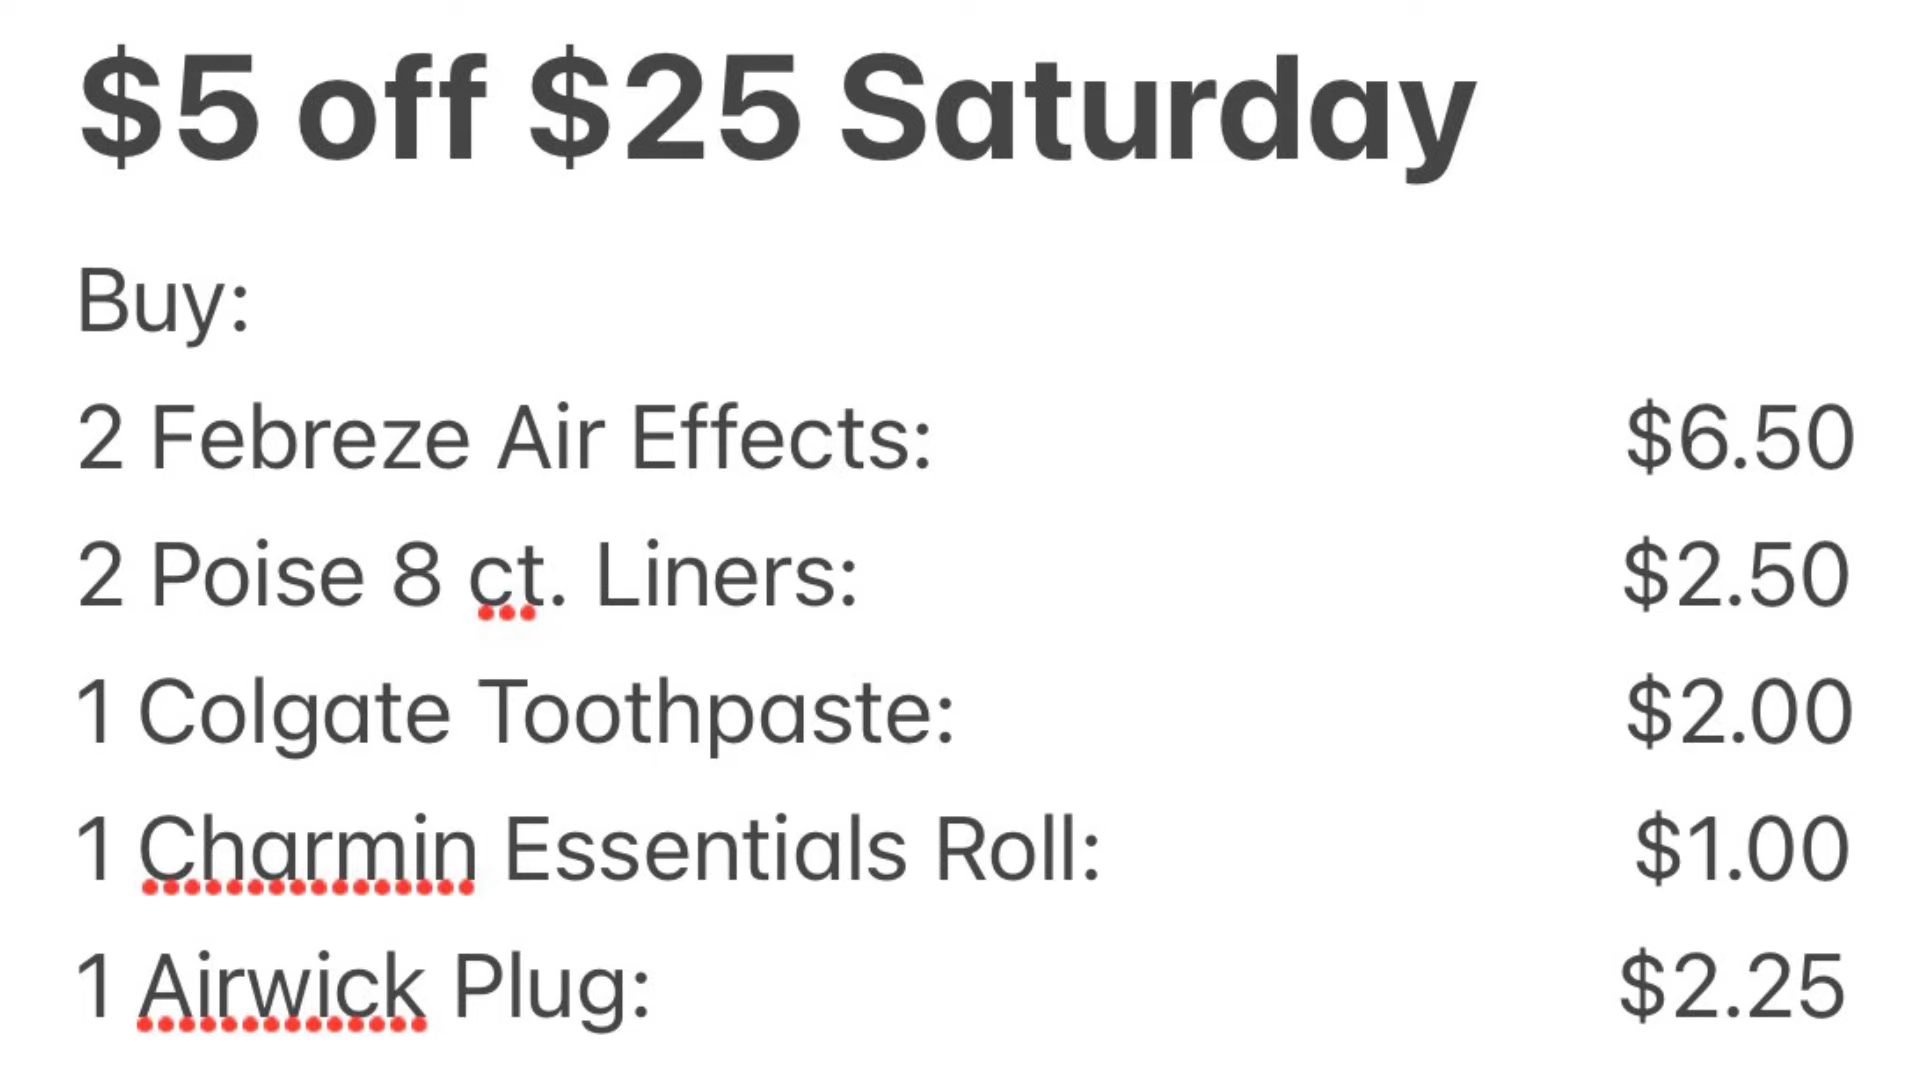 $5 off $25 Saturday
Buy:
2 Febreze Air Effects: $6.50
2 Poise 8 ct. Liners: $2.50
1 Colgate Toothpaste: $2.00
1 Charmin Essentials Roll: $1.00
1 Airwick Plug: $2.25